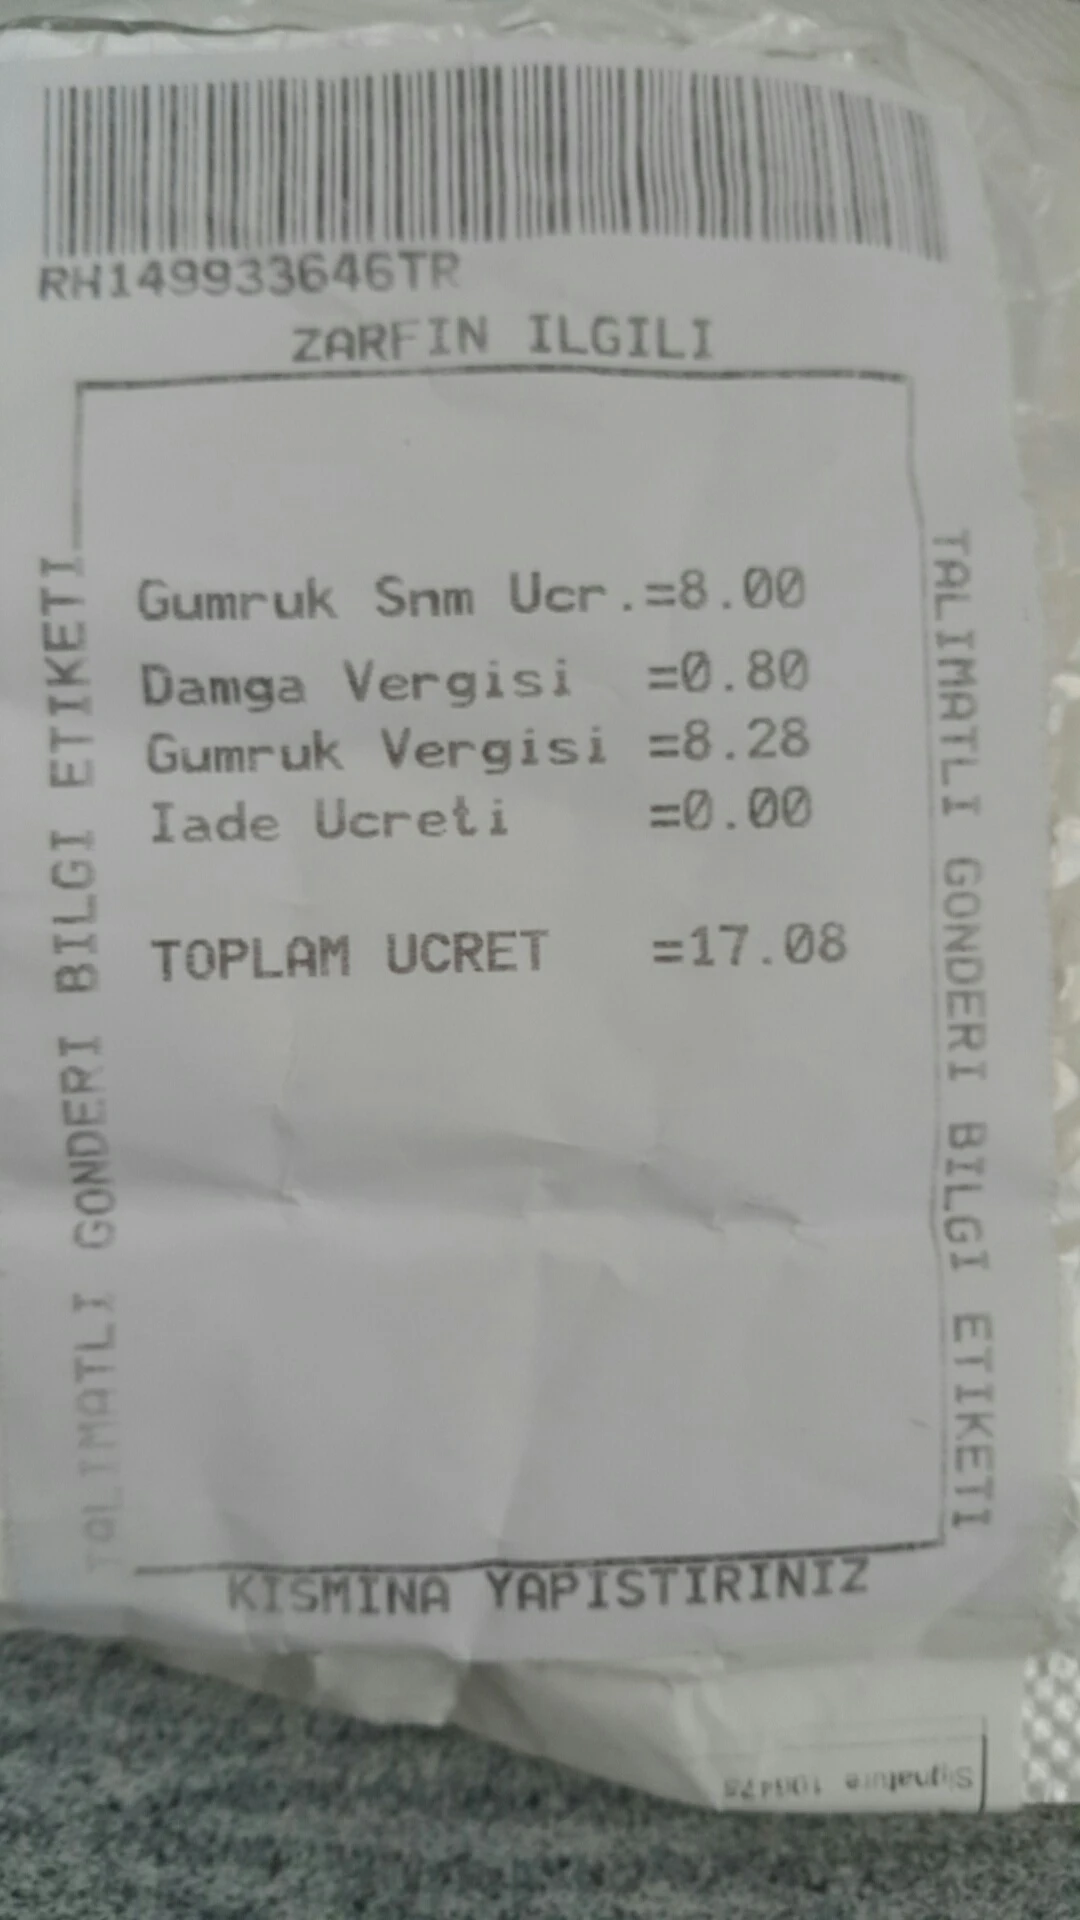 RH149933646TR
ZARFIN ILGILI
TALIMATLI GONDERI BILGI ETIKETI
Gumruk Snm Ucr.=8.00
Damga Vergisi =0.80
Gumruk Vergisi =8.28
Iade Ucreti =0.00
TOPLAM UCRET =17.08
TALIMATLI GONDERI BILGI ETIKETI
KISMINA YAPISTIRINIZ
Signature